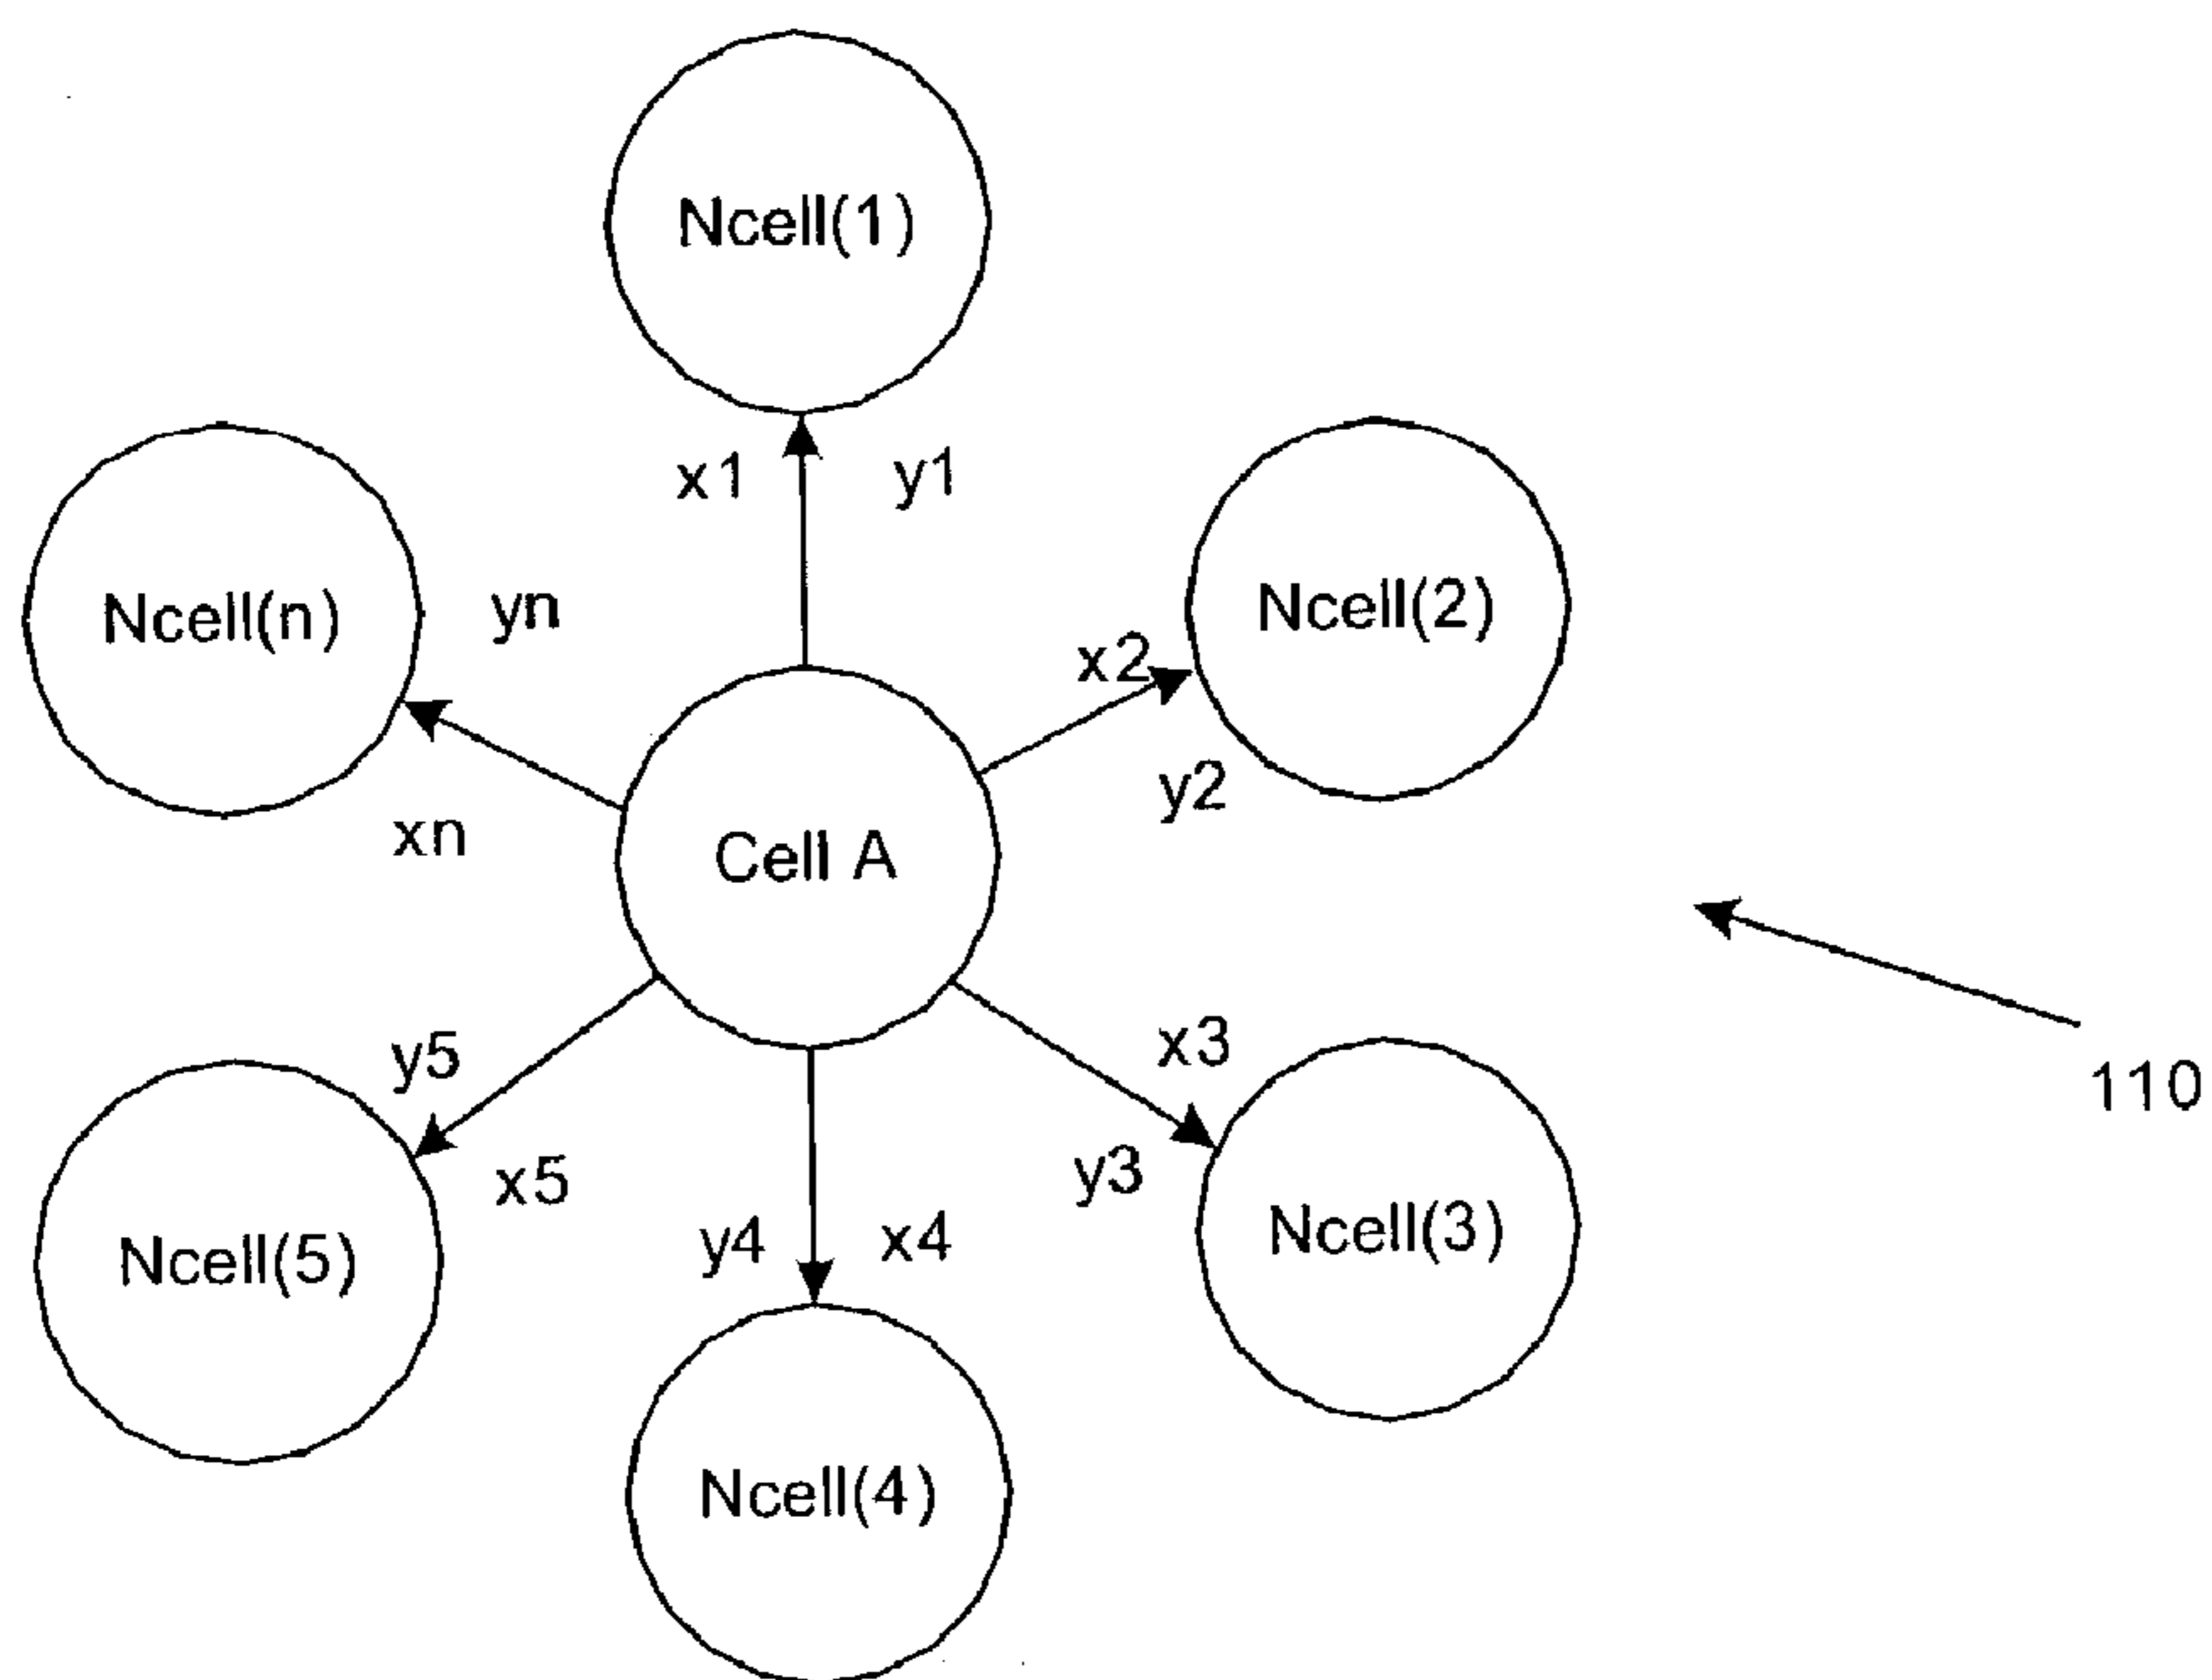 Ncell(1)
x1
y1
Ncell(n)
yn
Ncell(2)
x2
y2
xn
Cell A
y5
x3
110
x5
y3
Ncell(5)
y4
x4
Ncell(3)
Ncell(4)